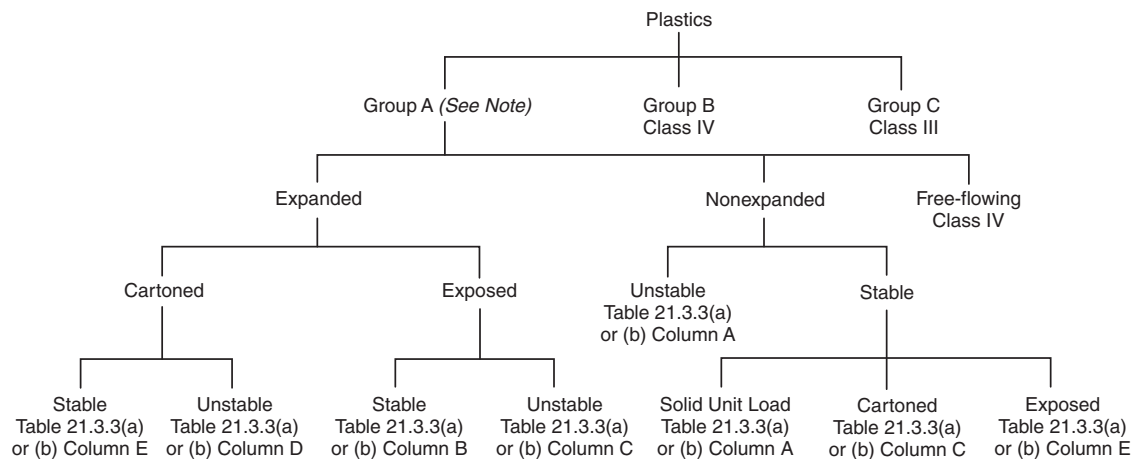 Plastics
Group A (See Note)
Group B
Class IV
Group C
Class III
Expanded
Nonexpanded
Free-flowing
Class IV
Cartoned
Exposed
Unstable
Table 21.3.3(a)
or (b) Column A
Stable
Stable
Table 21.3.3(a)
or (b) Column E
Unstable
Table 21.3.3(a)
or (b) Column D
Stable
Table 21.3.3(a)
or (b) Column B
Unstable
Table 21.3.3(a)
or (b) Column C
Solid Unit Load
Table 21.3.3(a)
or (b) Column A
Cartoned
Table 21.3.3(a)
or (b) Column C
Exposed
Table 21.3.3(a)
or (b) Column E